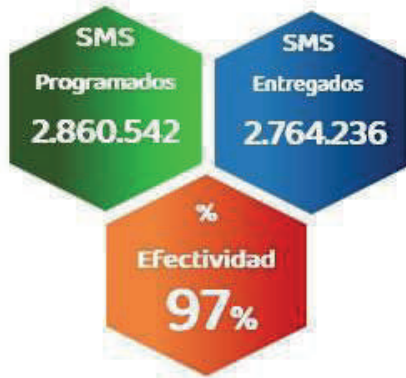 SMS
Programados
2.860.542
SMS
Entregados
2.764.236
%
Efectividad
97%